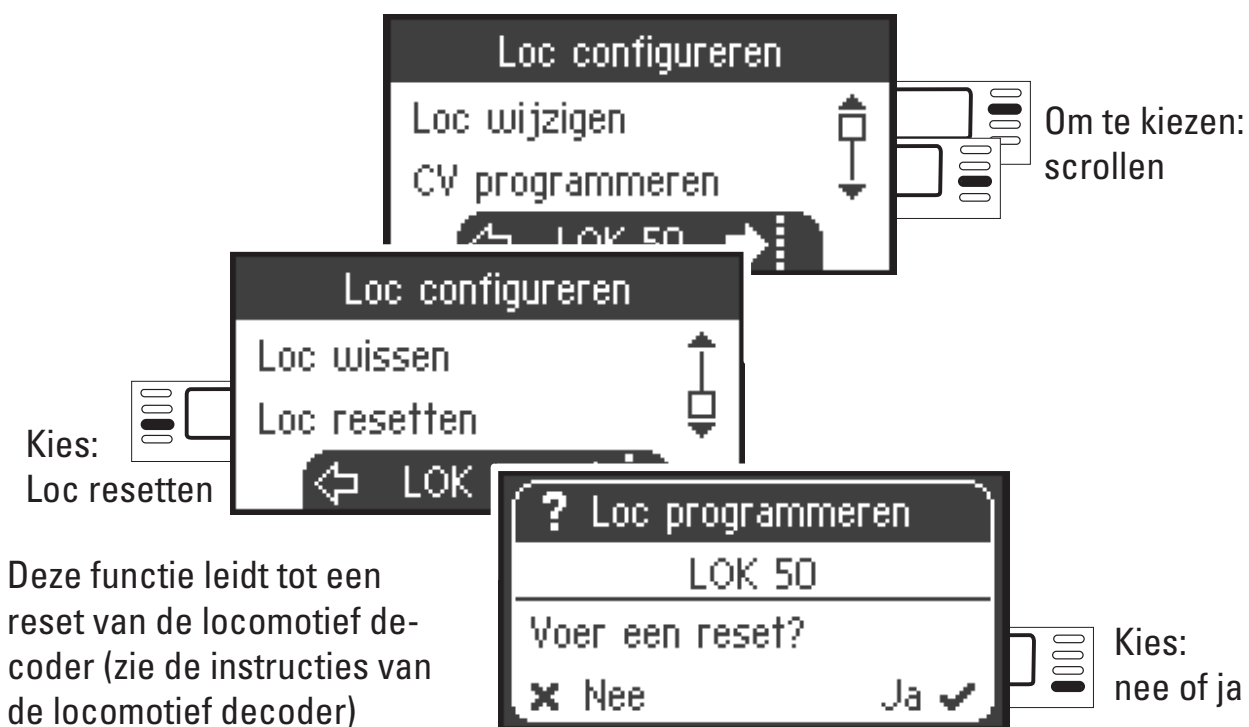 Loc configureren
Loc wijzigen
CV programmeren
LOK 50
Om te kiezen:
scrollen
Loc configureren
Loc wissen
Loc resetten
LOK
Kies:
Loc resetten
? Loc programmeren
LOK 50
Voer een reset?
Nee Ja
Kies:
nee of ja
Deze functie leidt tot een
reset van de locomotief de-
coder (zie de instructies van
de locomotief decoder)